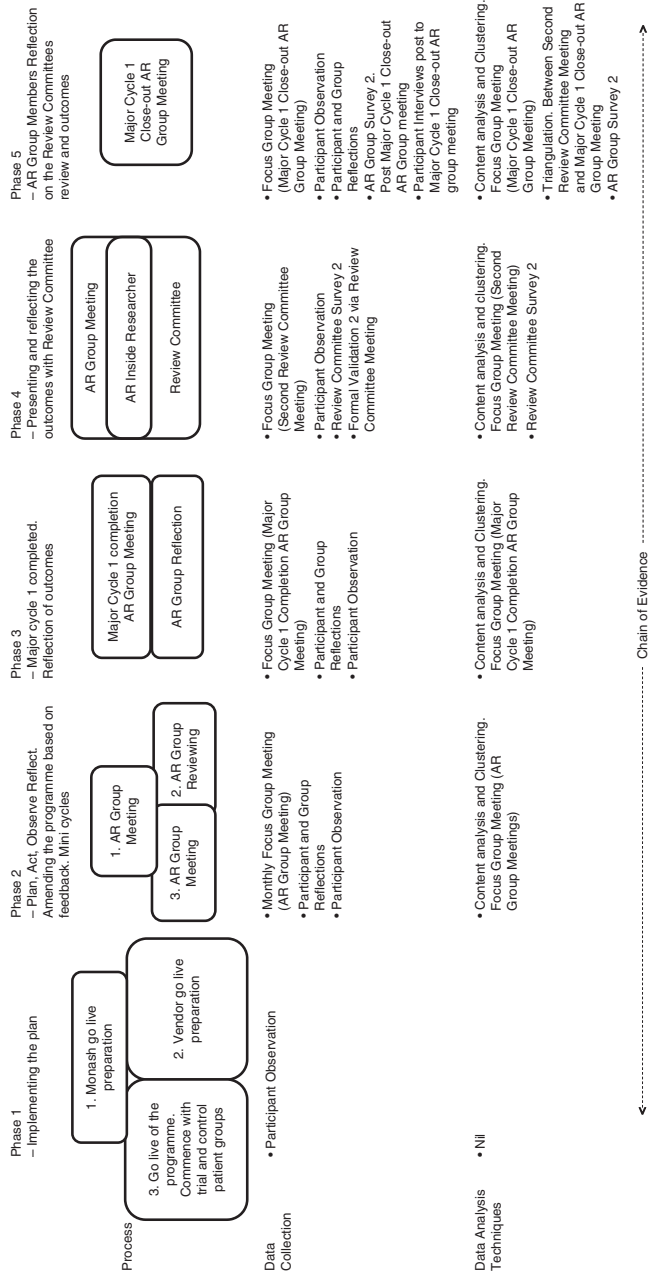 Phase 1
– Implementing the plan
Phase 2
– Plan, Act, Observe Reflect.
Amending the programme based on
feedback. Mini cycles
Phase 3
– Major cycle 1 completed.
Reflection of outcomes
Phase 4
– Presenting and reflecting the
outcomes with Review Committee
Phase 5
– AR Group Members Reflection
on the Review Committees
review and outcomes
Process
1. Monash go live
preparation
2. Vendor go live
preparation
3. Go live of the
programme.
Commence with
trial and control
patient groups
1. AR Group
Meeting
2. AR Group
Reviewing
3. AR Group
Meeting
Major Cycle 1 completion
AR Group Meeting
AR Group Reflection
AR Group Meeting
AR Inside Researcher
Review Committee
Major Cycle 1
Close-out AR
Group Meeting
Data
Collection
• Participant Observation
• Monthly Focus Group Meeting
(AR Group Meeting)
• Participant and Group
Reflections
• Participant Observation
• Focus Group Meeting (Major
Cycle 1 Completion AR Group
Meeting)
• Participant and Group
Reflections
• Participant Observation
• Focus Group Meeting
(Second Review Committee
Meeting)
• Participant Observation
• Review Committee Survey 2
• Formal Validation 2 via Review
Committee Meeting
• Focus Group Meeting
(Major Cycle 1 Close-out AR
Group Meeting)
• Participant Observation
• Participant and Group
Reflections
• AR Group Survey 2.
Post Major Cycle 1 Close-out
AR Group meeting
• Participant Interviews post to
Major Cycle 1 Close-out AR
group meeting
Data Analysis
Techniques
• Nil
• Content analysis and Clustering.
Focus Group Meeting (AR
Group Meetings)
• Content analysis and Clustering.
Focus Group Meeting (Major
Cycle 1 Completion AR Group
Meeting)
• Content analysis and clustering.
Focus Group Meeting (Second
Review Committee Meeting)
• Review Committee Survey 2
• Content analysis and Clustering.
Focus Group Meeting
(Major Cycle 1 Close-out AR
Group Meeting)
• Triangulation. Between Second
Review Committee Meeting
and Major Cycle 1 Close-out AR
Group Meeting
• AR Group Survey 2
Chain of Evidence